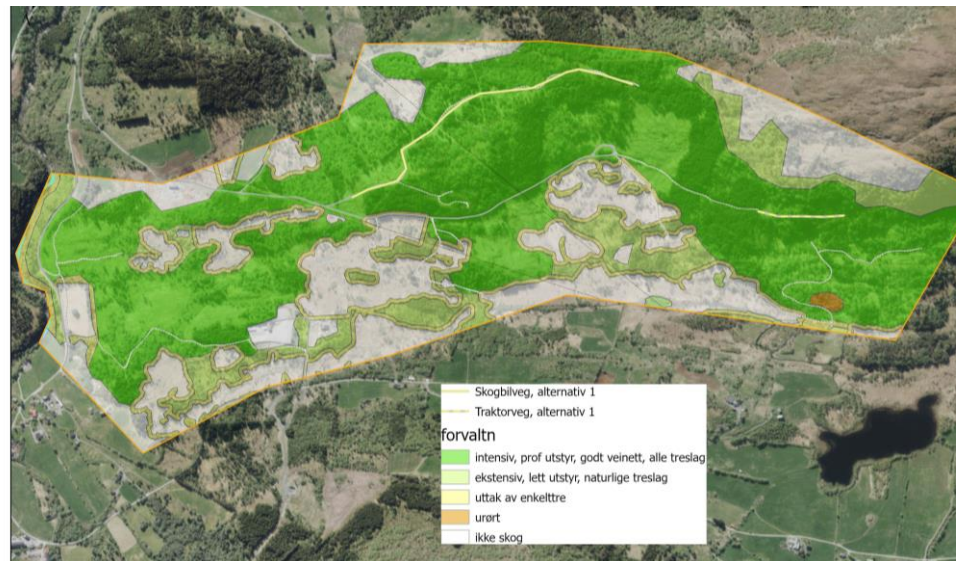 Skogbilveg, alternativ 1
Traktorveg, alternativ 1
forvaltn
intensiv, prof utstyr, godt veinett, alle treslag
ekstensiv, lett utstyr, naturlige treslag
uttak av enkelttre
urørt
ikke skog